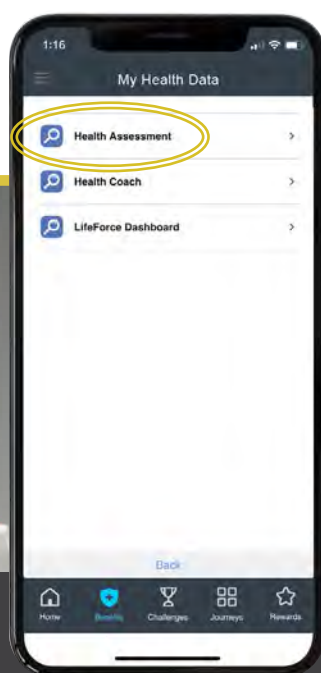 1:16
My Health Data
Health Assessment
Health Coach
LifeForce Dashboard
Back
Home Benefits Challenges Journeys Rewards